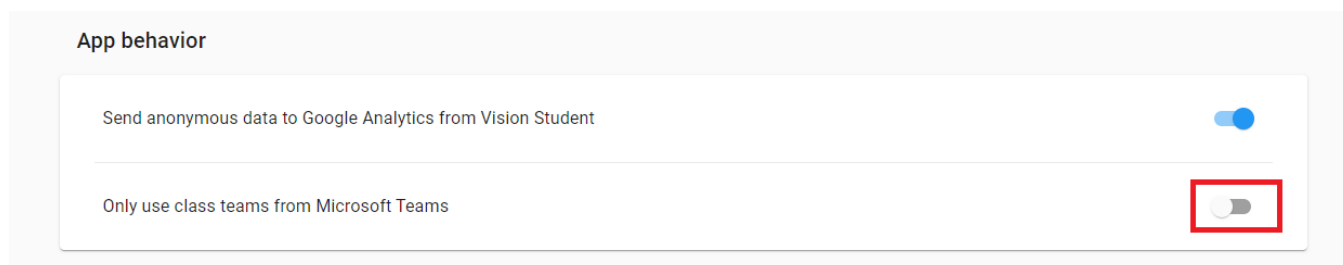 App behavior
Send anonymous data to Google Analytics from Vision Student
Only use class teams from Microsoft Teams